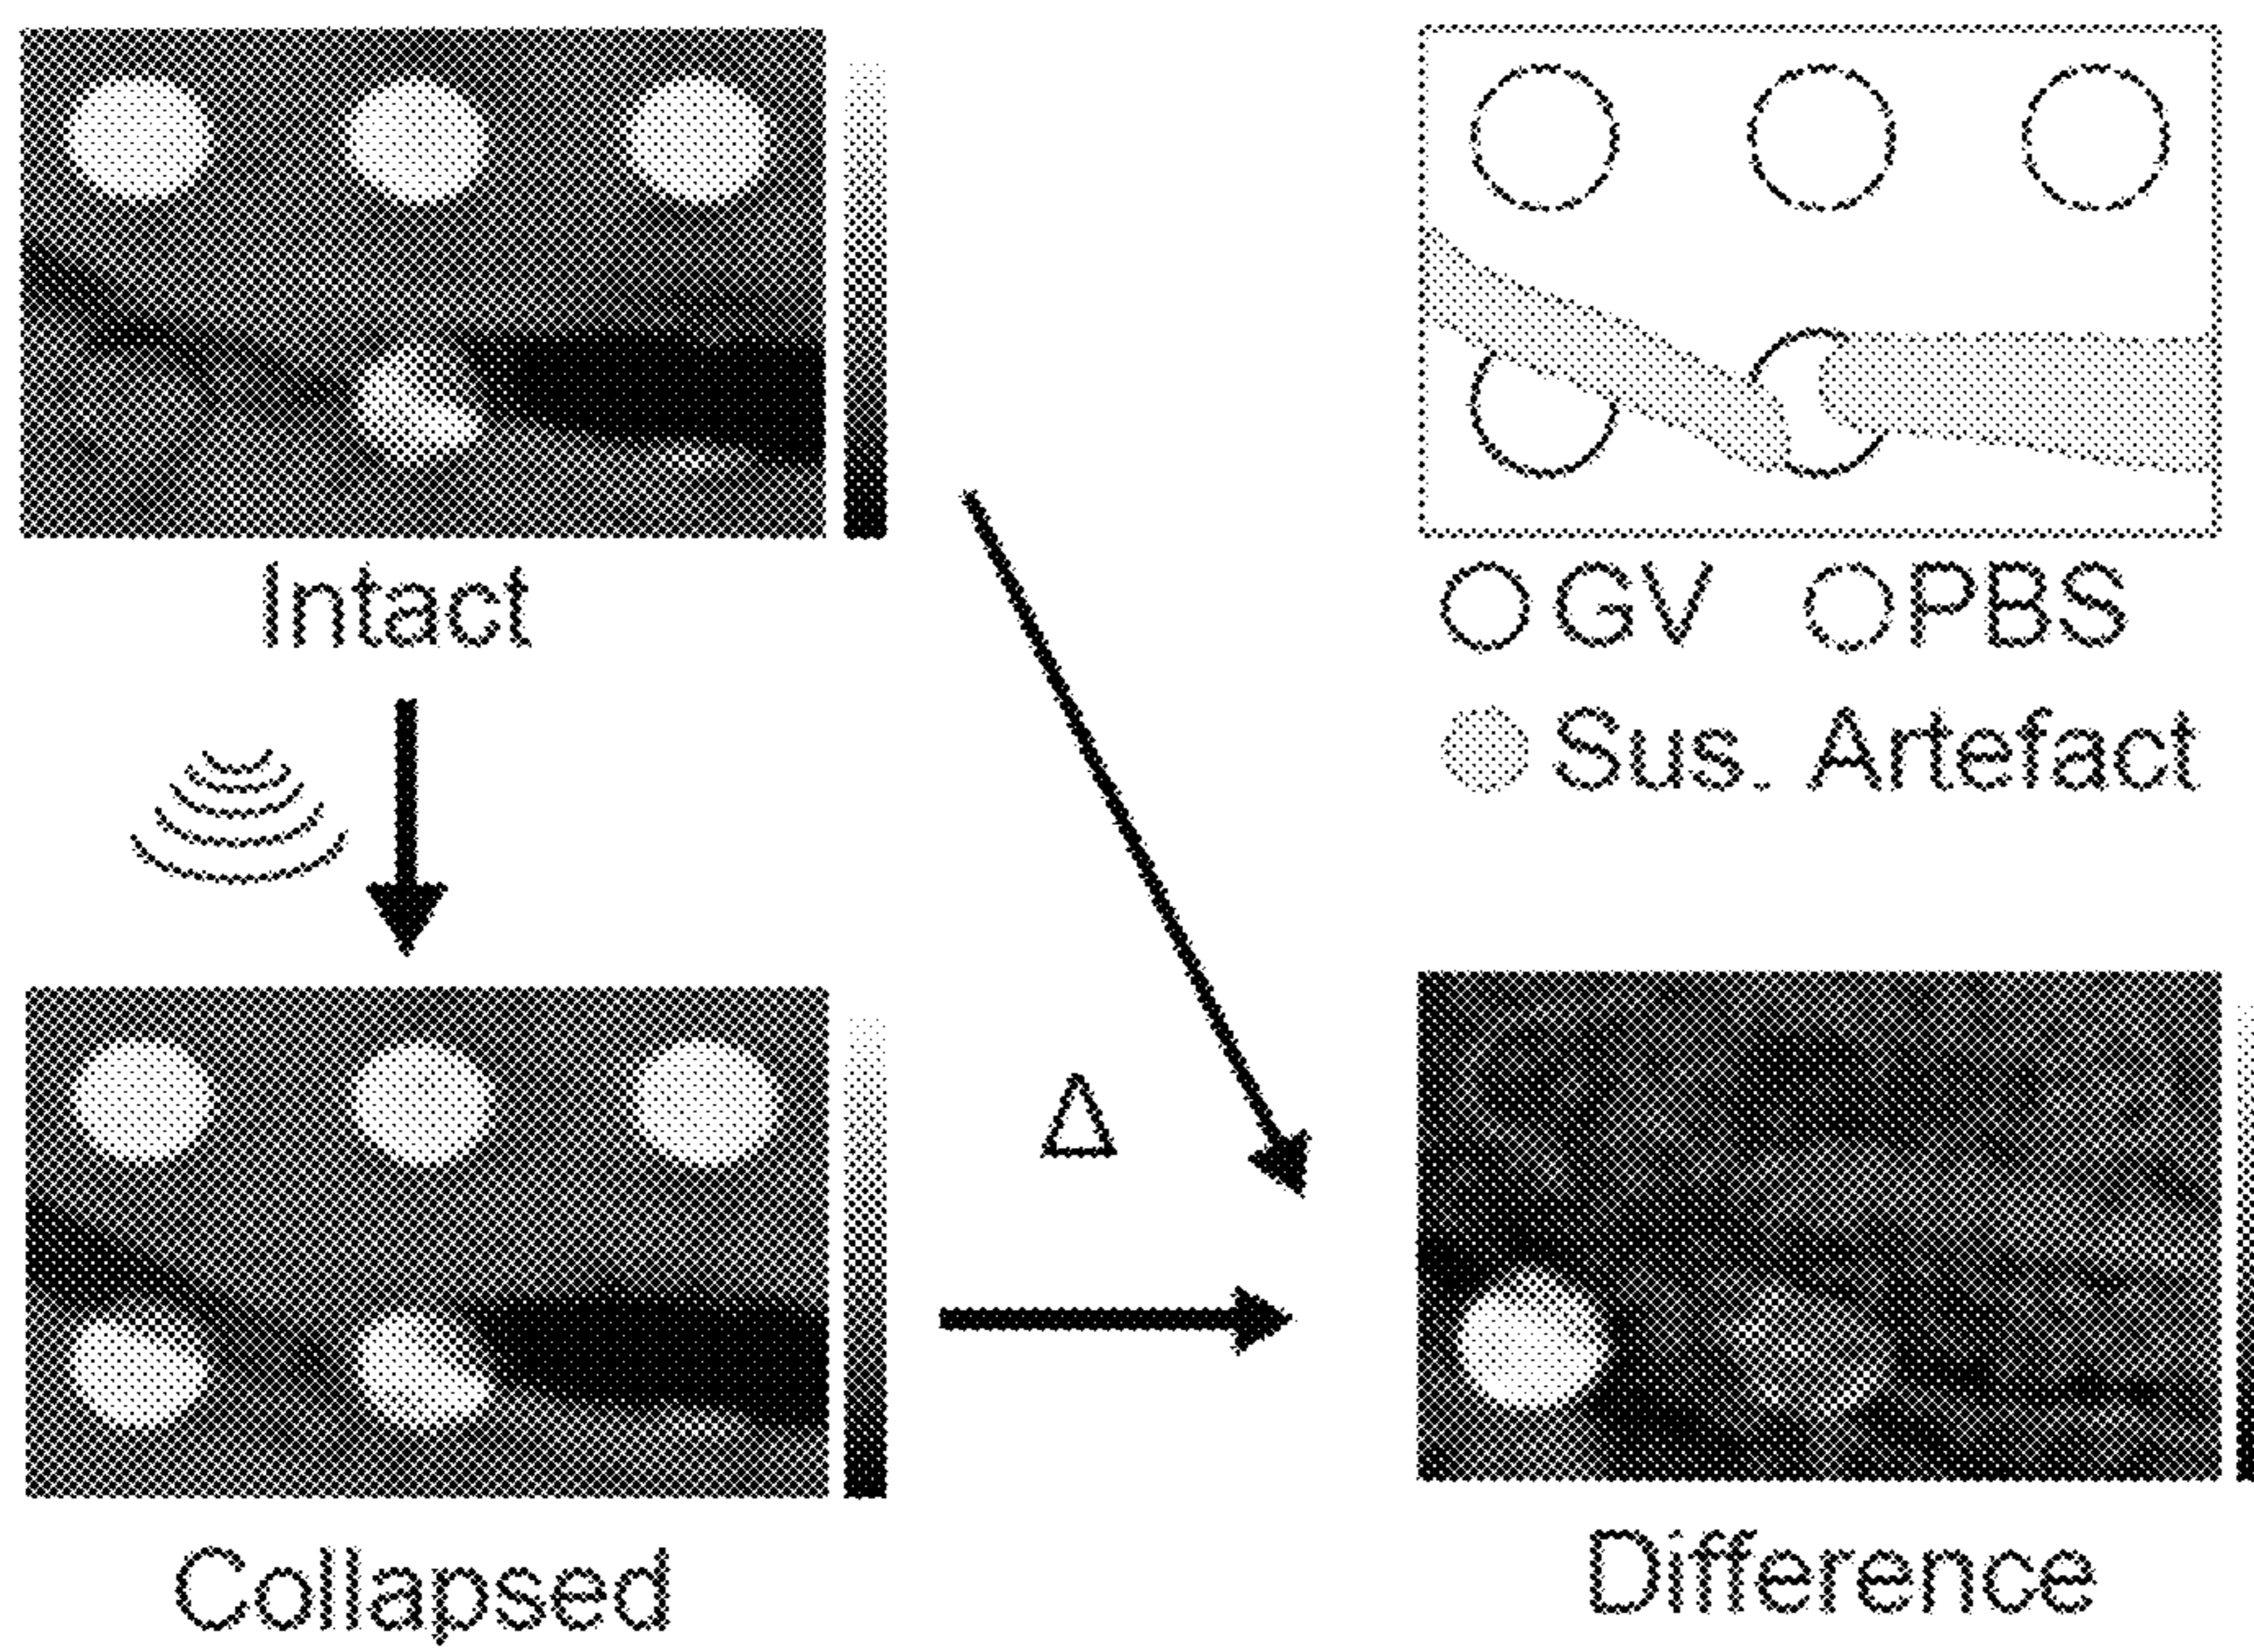 Intact
GV PBS
Sus. Artefact
Δ
Collapsed
Difference